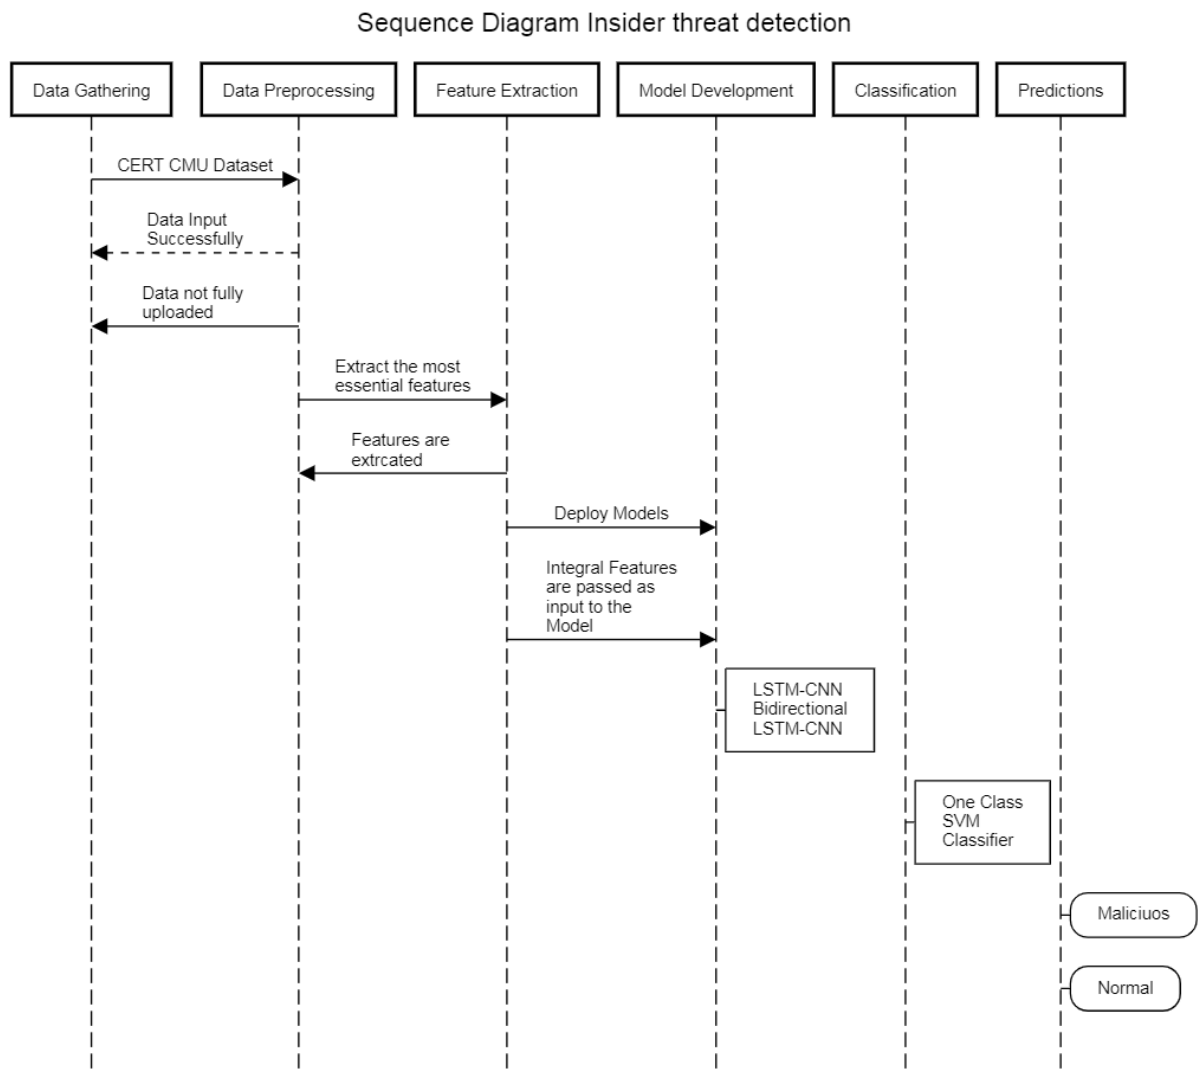 Sequence Diagram Insider threat detection
Data Gathering
Data Preprocessing
Feature Extraction
Model Development
Classification
Predictions
CERT CMU Dataset
Data Input
Successfully
Data not fully
uploaded
Extract the most
essential features
Features are
extrcated
Deploy Models
Integral Features
are passed as
input to the
Model
LSTM-CNN
Bidirectional
LSTM-CNN
One Class
SVM
Classifier
Maliciuos
Normal